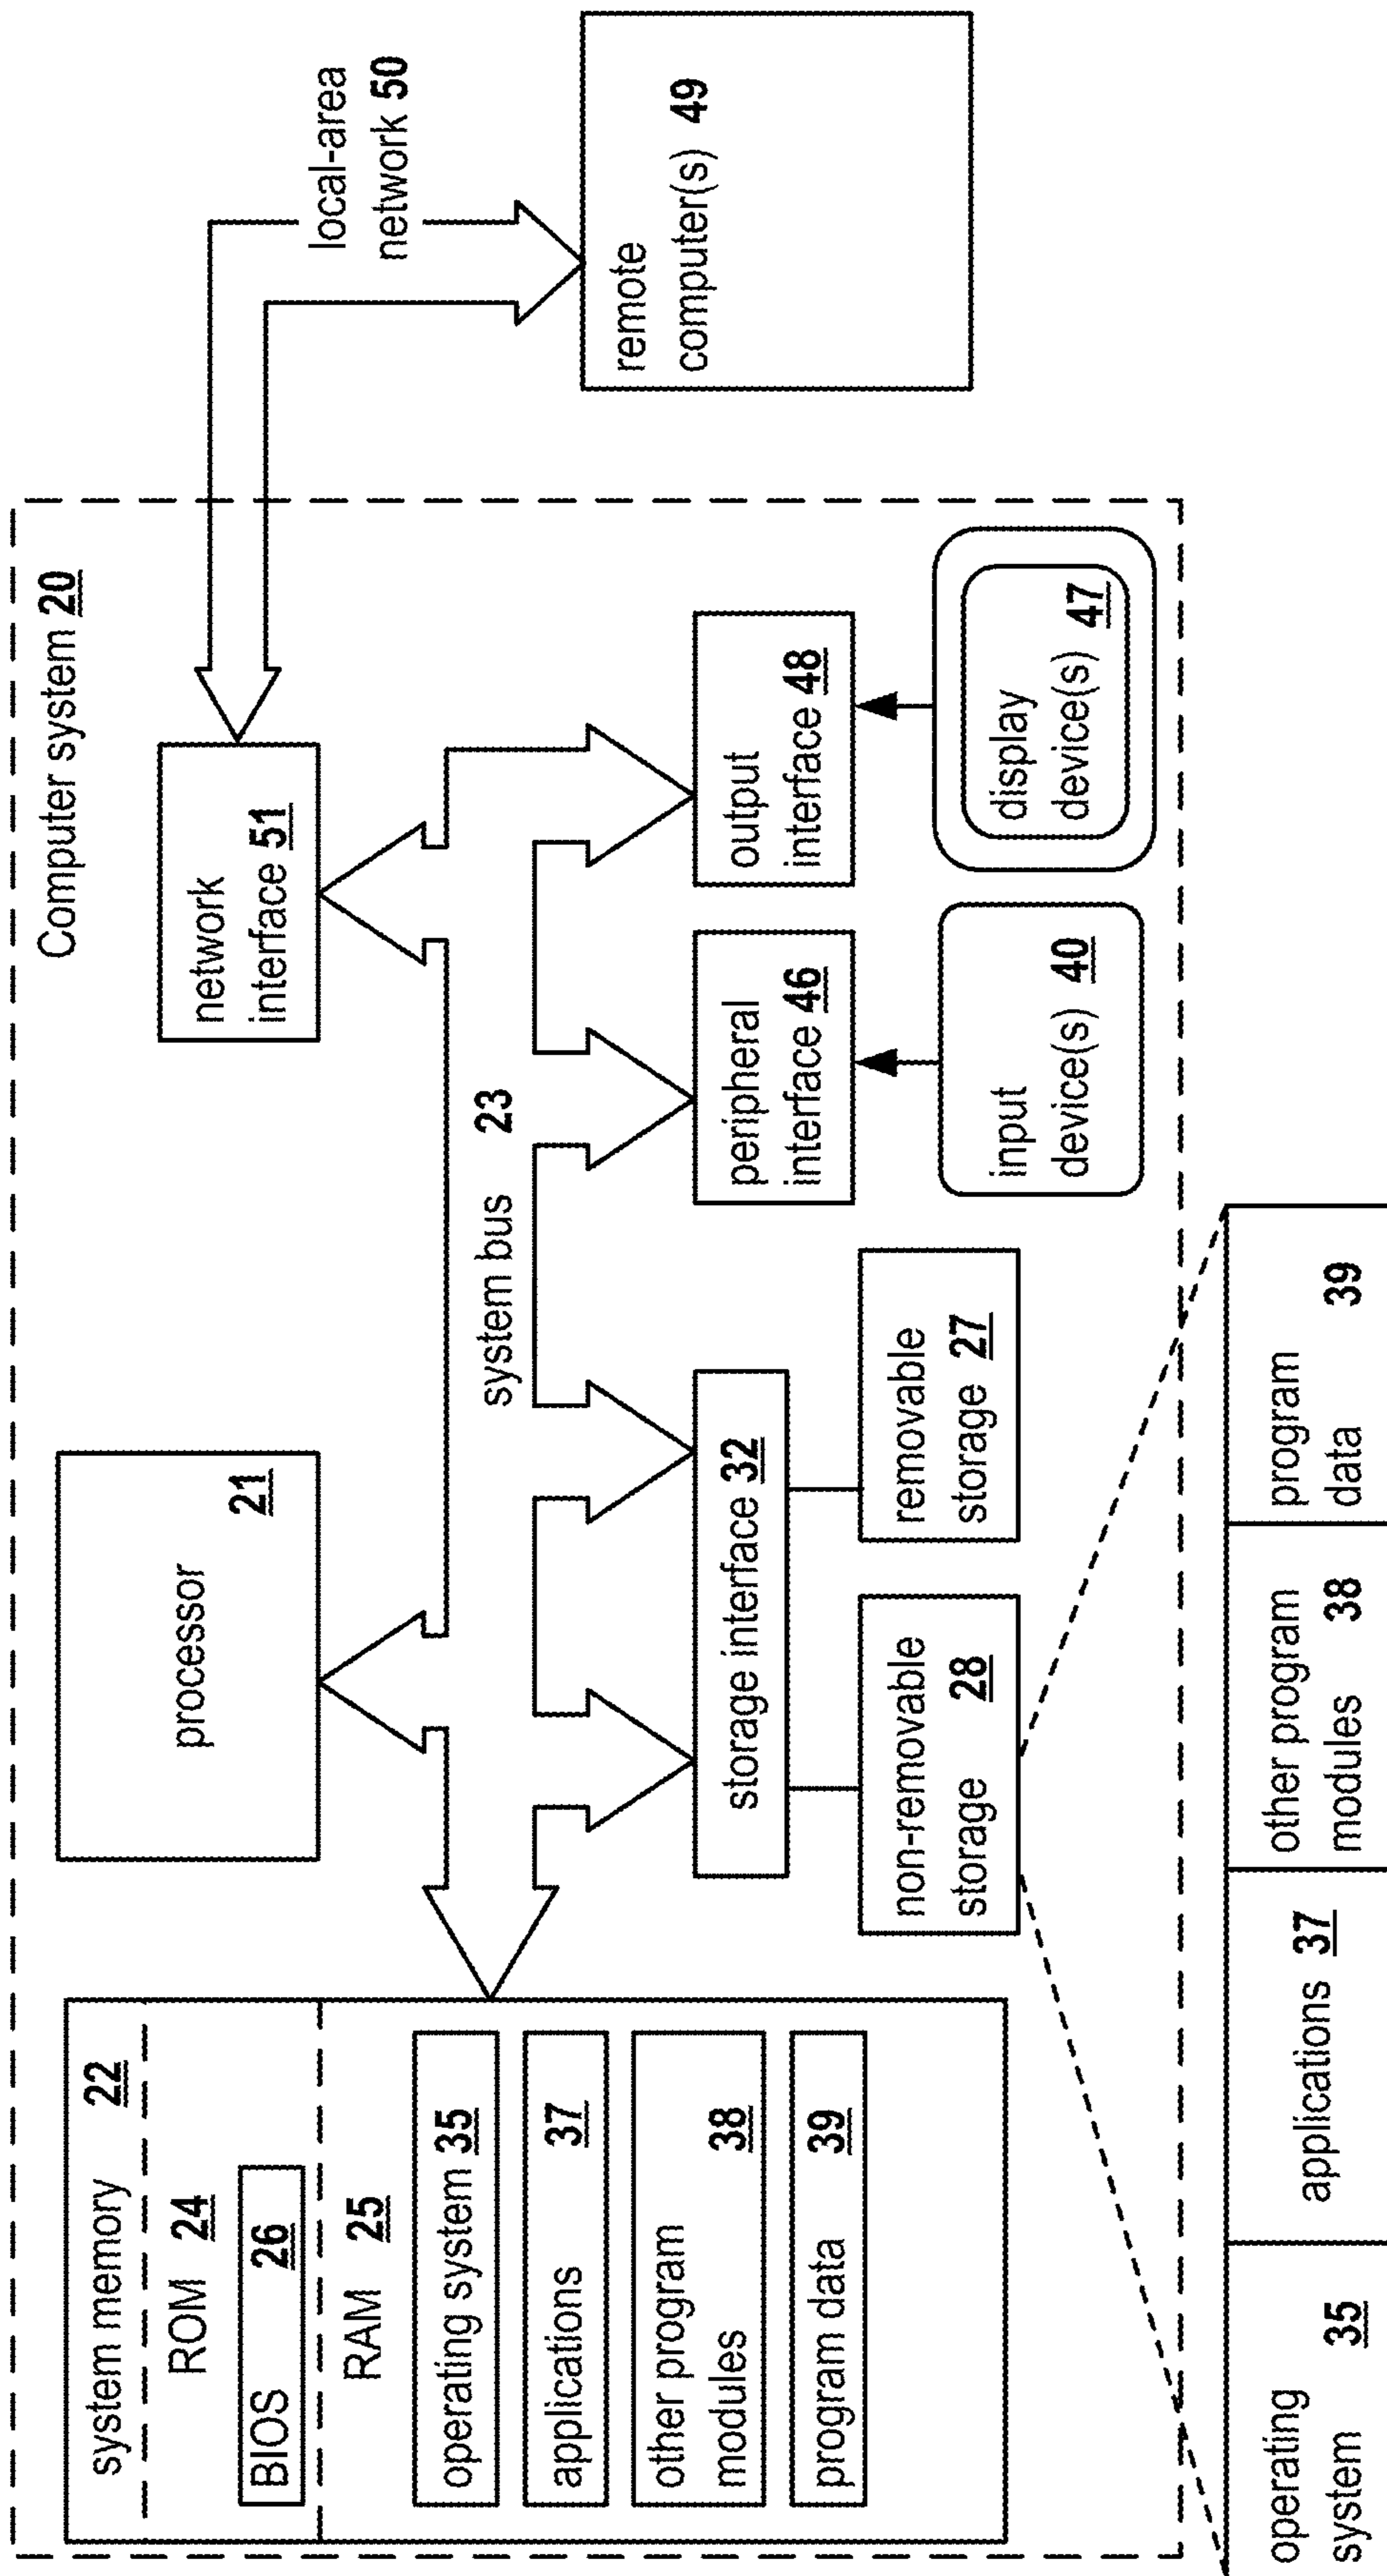 Computer system 20
system memory 22
ROM 24
BIOS 26
RAM 25
operating system 35
applications 37
other program
modules 38
program data 39
processor 21
network
interface 51
local-area
network 50
system bus 23
storage interface 32
peripheral
interface 46
output
interface 48
remote
computer(s) 49
non-removable
storage 28
removable
storage 27
input
device(s) 40
display
device(s) 47
operating
system 35
applications 37
other program
modules 38
program
data 39